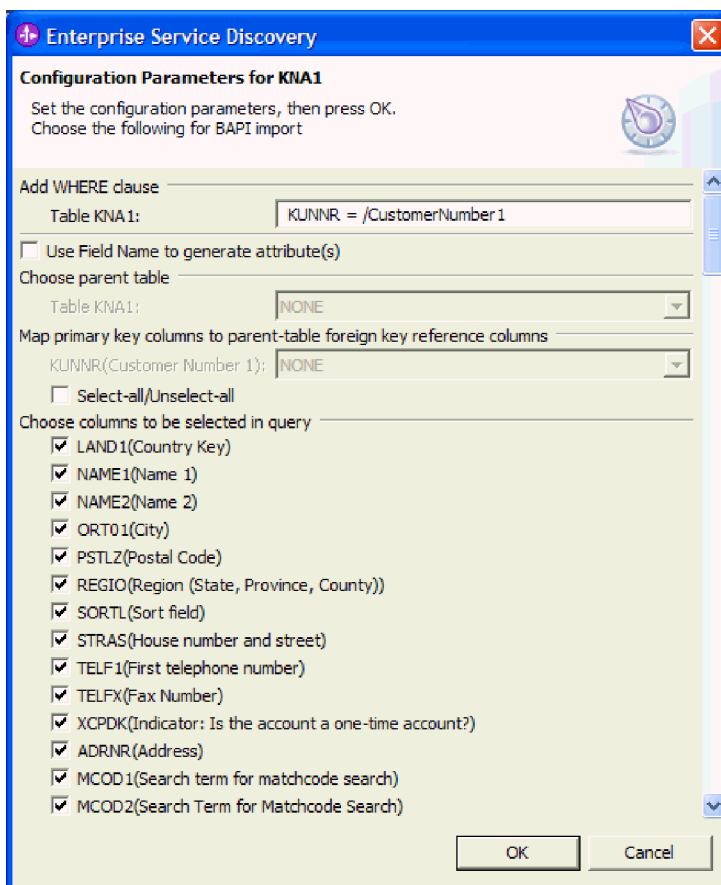 Enterprise Service Discovery
Configuration Parameters for KNA1
Set the configuration parameters, then press OK.
Choose the following for BAPI import
Add WHERE clause
Table KNA1: KUNNR = /CustomerNumber1
Use Field Name to generate attribute(s)
Choose parent table
Table KNA1: NONE
Map primary key columns to parent-table foreign key reference columns
KUNNR(Customer Number 1): NONE
Select-all/Unselect-all
Choose columns to be selected in query
LAND1(Country Key)
NAME1(Name 1)
NAME2(Name 2)
ORT01(City)
PSTLZ(Postal Code)
REGIO(Region (State, Province, County))
SORTL(Sort field)
STRAS(House number and street)
TELF1(First telephone number)
TELFX(Fax Number)
XCPDK(Indicator: Is the account a one-time account?)
ADRNR(Address)
MCOD1(Search term for matchcode search)
MCOD2(Search Term for Matchcode Search)
OK Cancel